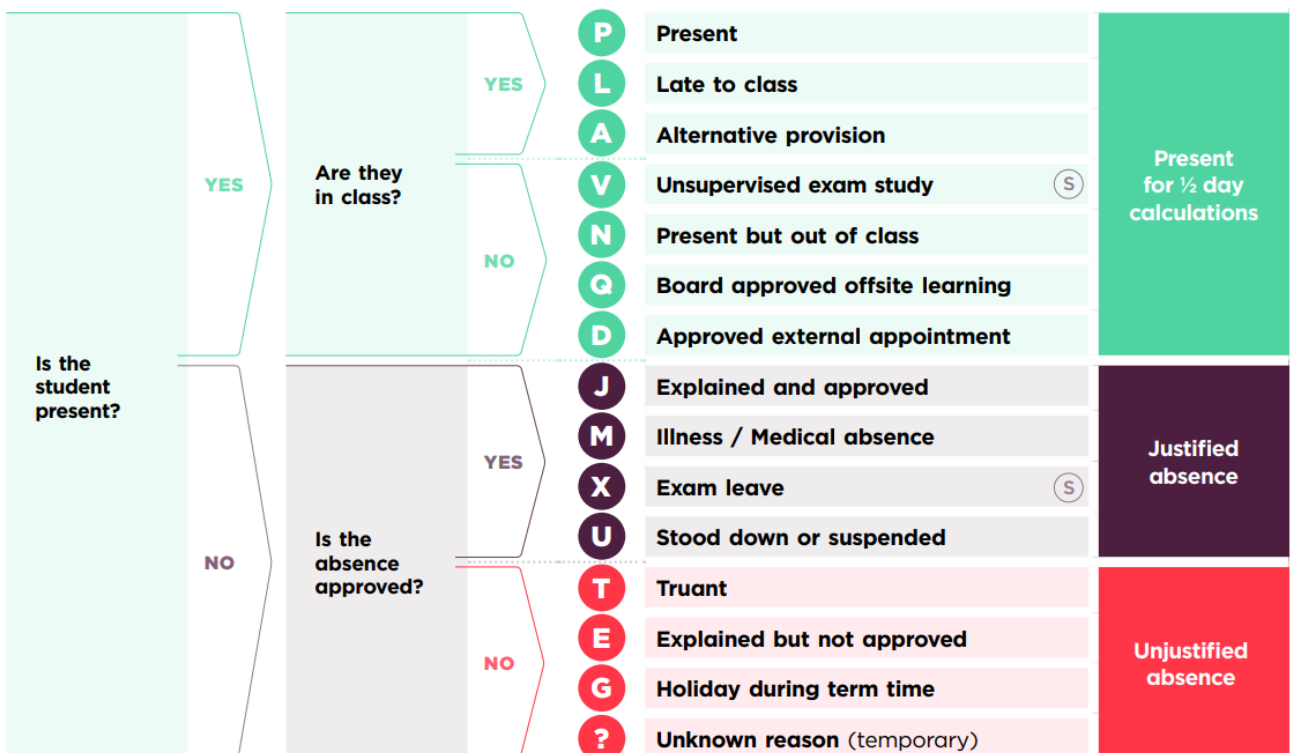 Is the
student
present?
YES
NO
Are they
in class?
YES
NO
Is the
absence
approved?
YES
NO
P Present
L Late to class
A Alternative provision
V Unsupervised exam study S
N Present but out of class
Q Board approved offsite learning
D Approved external appointment
Present
for ½ day
calculations
J Explained and approved
M Illness / Medical absence
X Exam leave S
U Stood down or suspended
Justified
absence
T Truant
E Explained but not approved
G Holiday during term time
? Unknown reason (temporary)
Unjustified
absence